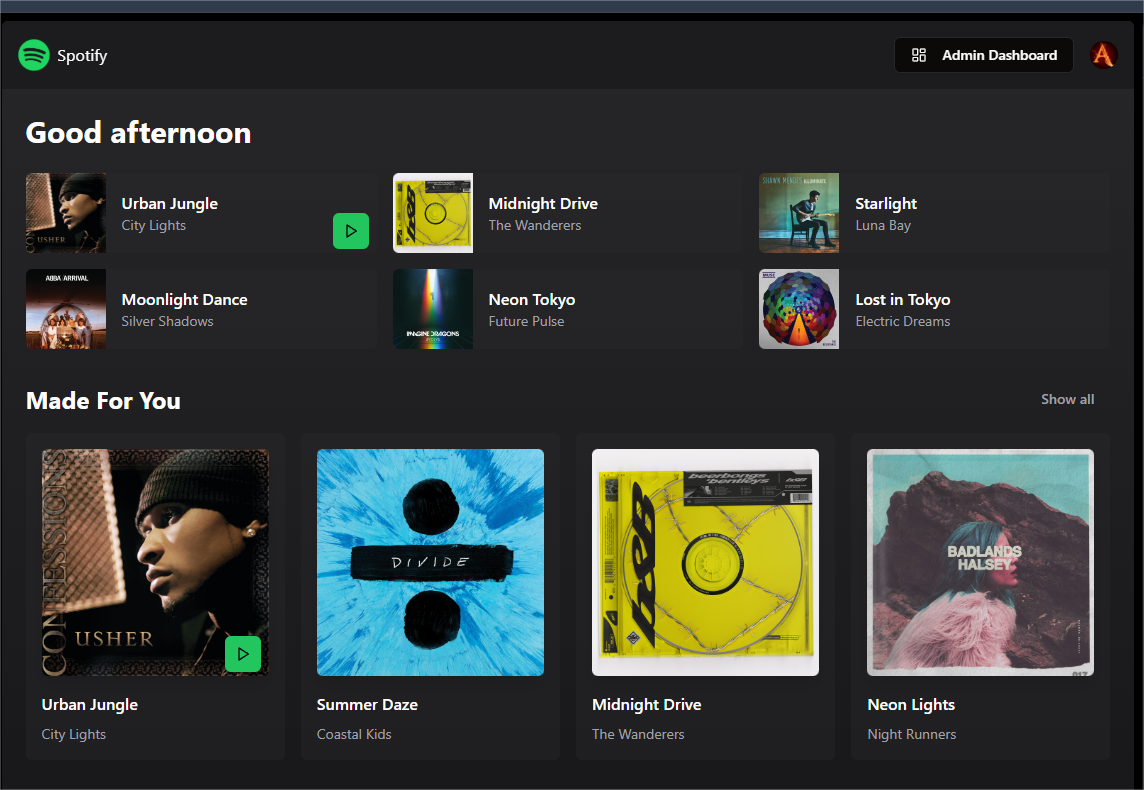 Spotify
Admin Dashboard
Good afternoon
USHER
Urban Jungle
City Lights
Midnight Drive
The Wanderers
SHAWN MENDES ILLUMINATE
Starlight
Luna Bay
ABBA ARRIVAL
Moonlight Dance
Silver Shadows
IMAGINE DRAGONS
Neon Tokyo
Future Pulse
MUSE
Lost in Tokyo
Electric Dreams
Made For You
Show all
CONFESSIONS
USHER
Urban Jungle
City Lights
DIVIDE
Summer Daze
Coastal Kids
beerbongs
&bentleys
Midnight Drive
The Wanderers
BADLANDS
HALSEY
Neon Lights
Night Runners